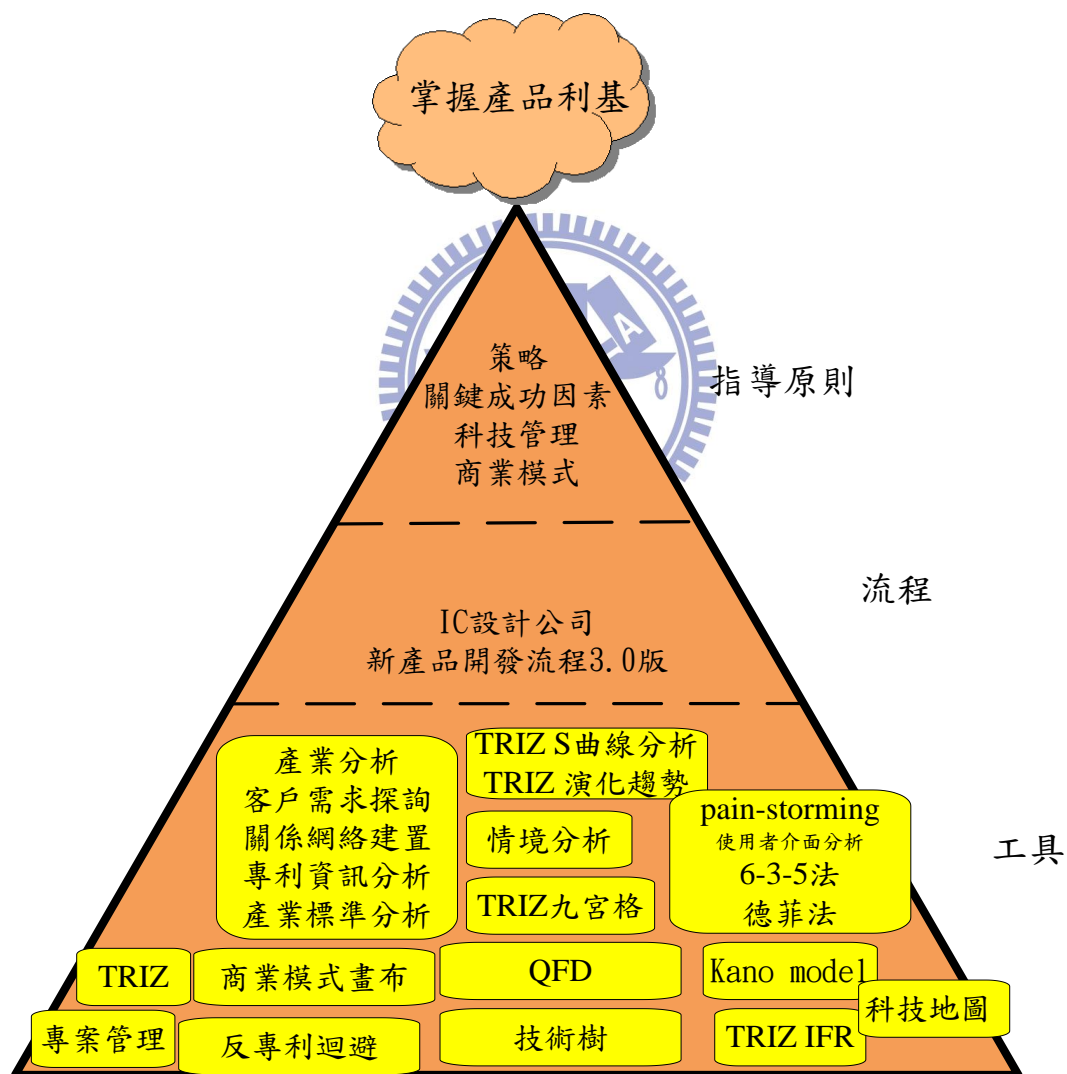 掌握產品利基
A
策略
關鍵成功因素
科技管理
商業模式
指導原則
流程
IC設計公司
新產品開發流程3.0版
產業分析
客戶需求探詢
關係網絡建置
專利資訊分析
產業標準分析
TRIZ S曲線分析
TRIZ 演化趨勢
情境分析
TRIZ九宮格
pain-storming
使用者介面分析
6-3-5法
德菲法
工具
TRIZ
商業模式畫布
QFD
Kano model
科技地圖
專案管理
反專利迴避
技術樹
TRIZ IFR